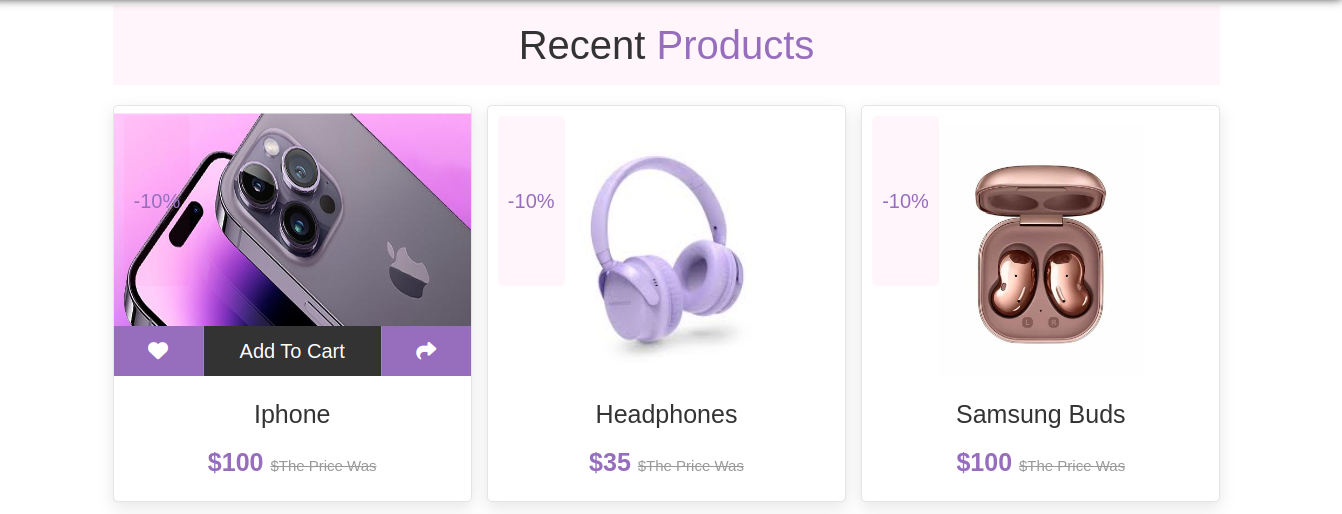 Recent Products
-10%
-10%
-10%
Add To Cart
Iphone
Headphones
Samsung Buds
$100 $The Price Was
$35 $The Price Was
$100 $The Price Was